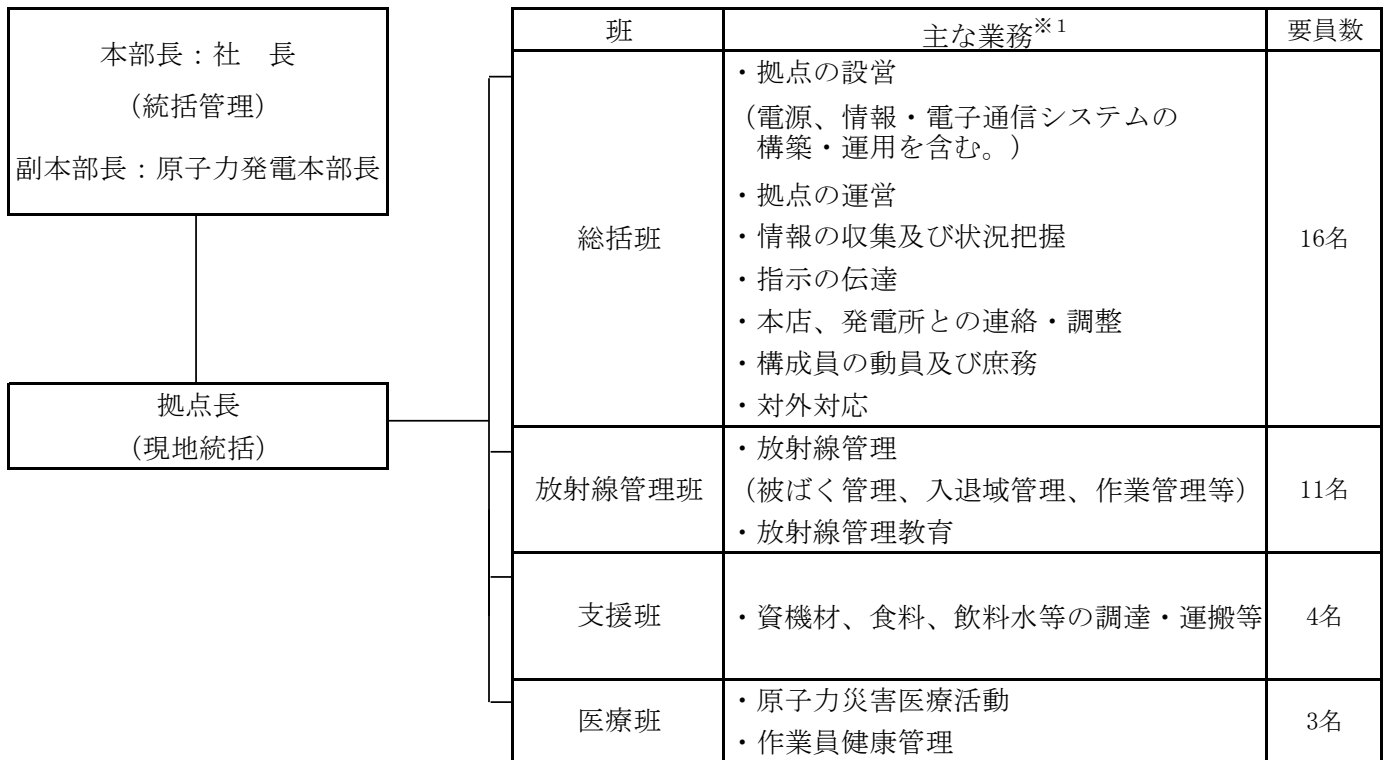 本部長：社　長
（統括管理）
副本部長：原子力発電本部長
拠点長
（現地統括）
班
主な業務※1
要員数
総括班
・拠点の設営
（電源、情報・電子通信システムの
構築・運用を含む。）
・拠点の運営
・情報の収集及び状況把握
・指示の伝達
・本店、発電所との連絡・調整
・構成員の動員及び庶務
・対外対応
16名
放射線管理班
・放射線管理
（被ばく管理、入退域管理、作業管理等）
・放射線管理教育
11名
支援班
・資機材、食料、飲料水等の調達・運搬等
4名
医療班
・原子力災害医療活動
・作業員健康管理
3名